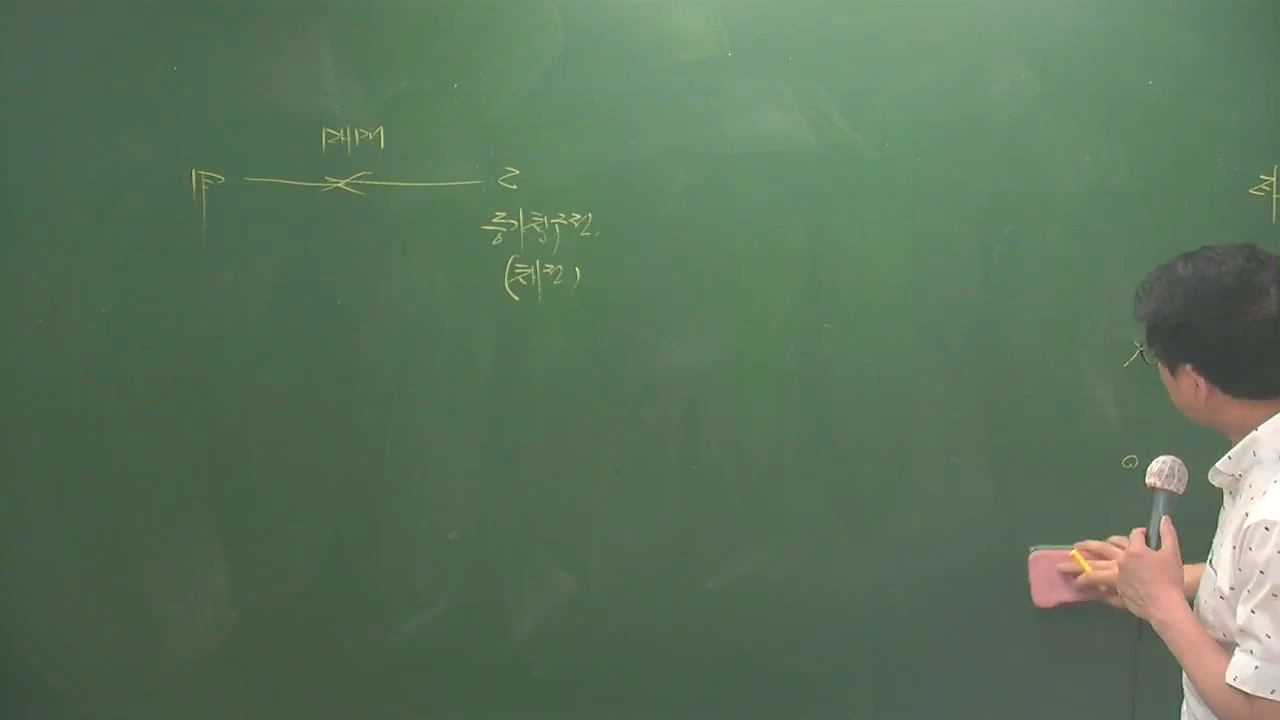 매매
甲 乙
등기청구권.
(채권)